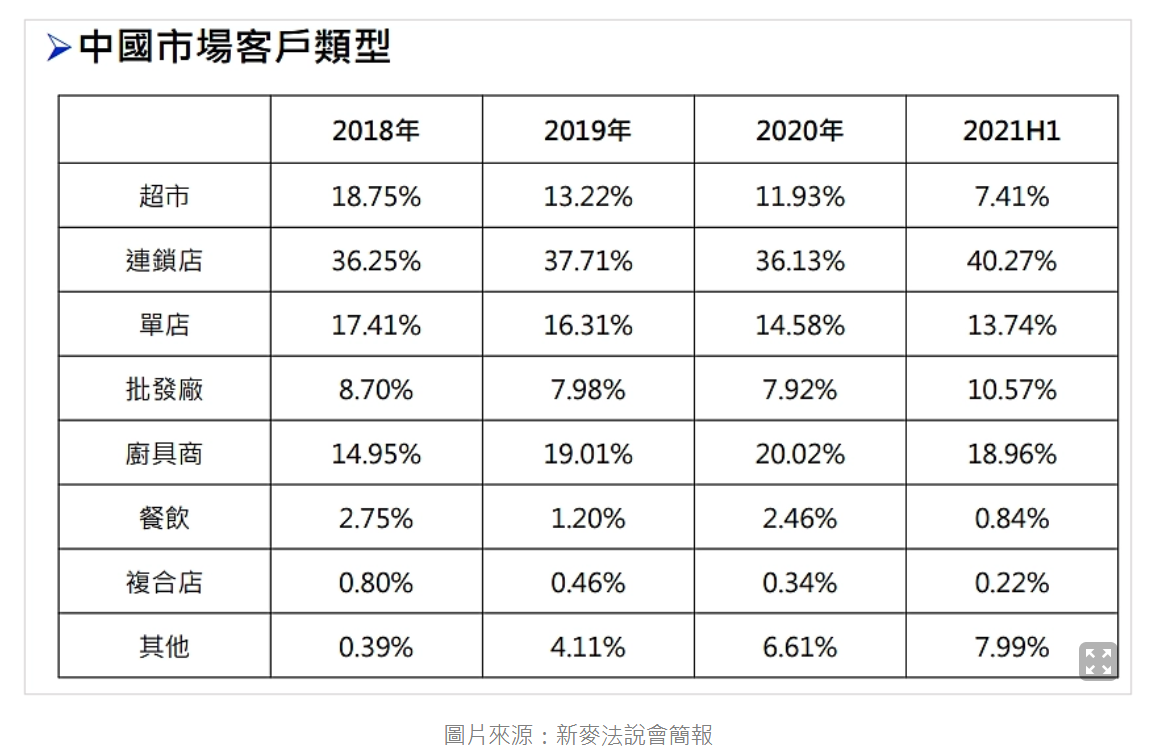 中國市場客戶類型
2018年 2019年 2020年 2021H1
超市 18.75% 13.22% 11.93% 7.41%
連鎖店 36.25% 37.71% 36.13% 40.27%
單店 17.41% 16.31% 14.58% 13.74%
批發廠 8.70% 7.98% 7.92% 10.57%
廚具商 14.95% 19.01% 20.02% 18.96%
餐飲 2.75% 1.20% 2.46% 0.84%
複合店 0.80% 0.46% 0.34% 0.22%
其他 0.39% 4.11% 6.61% 7.99%
圖片來源：新麥法說會簡報